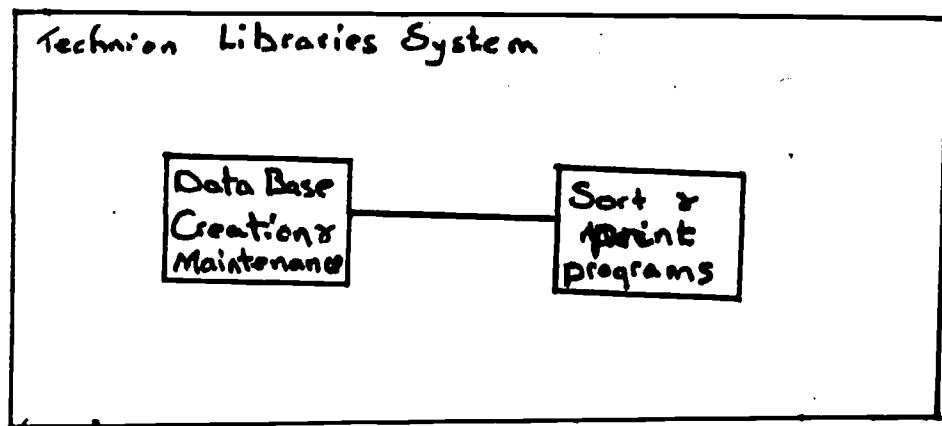 Technion Libraries System
Data Base
Creation &
Maintenance
Sort &
print
programs